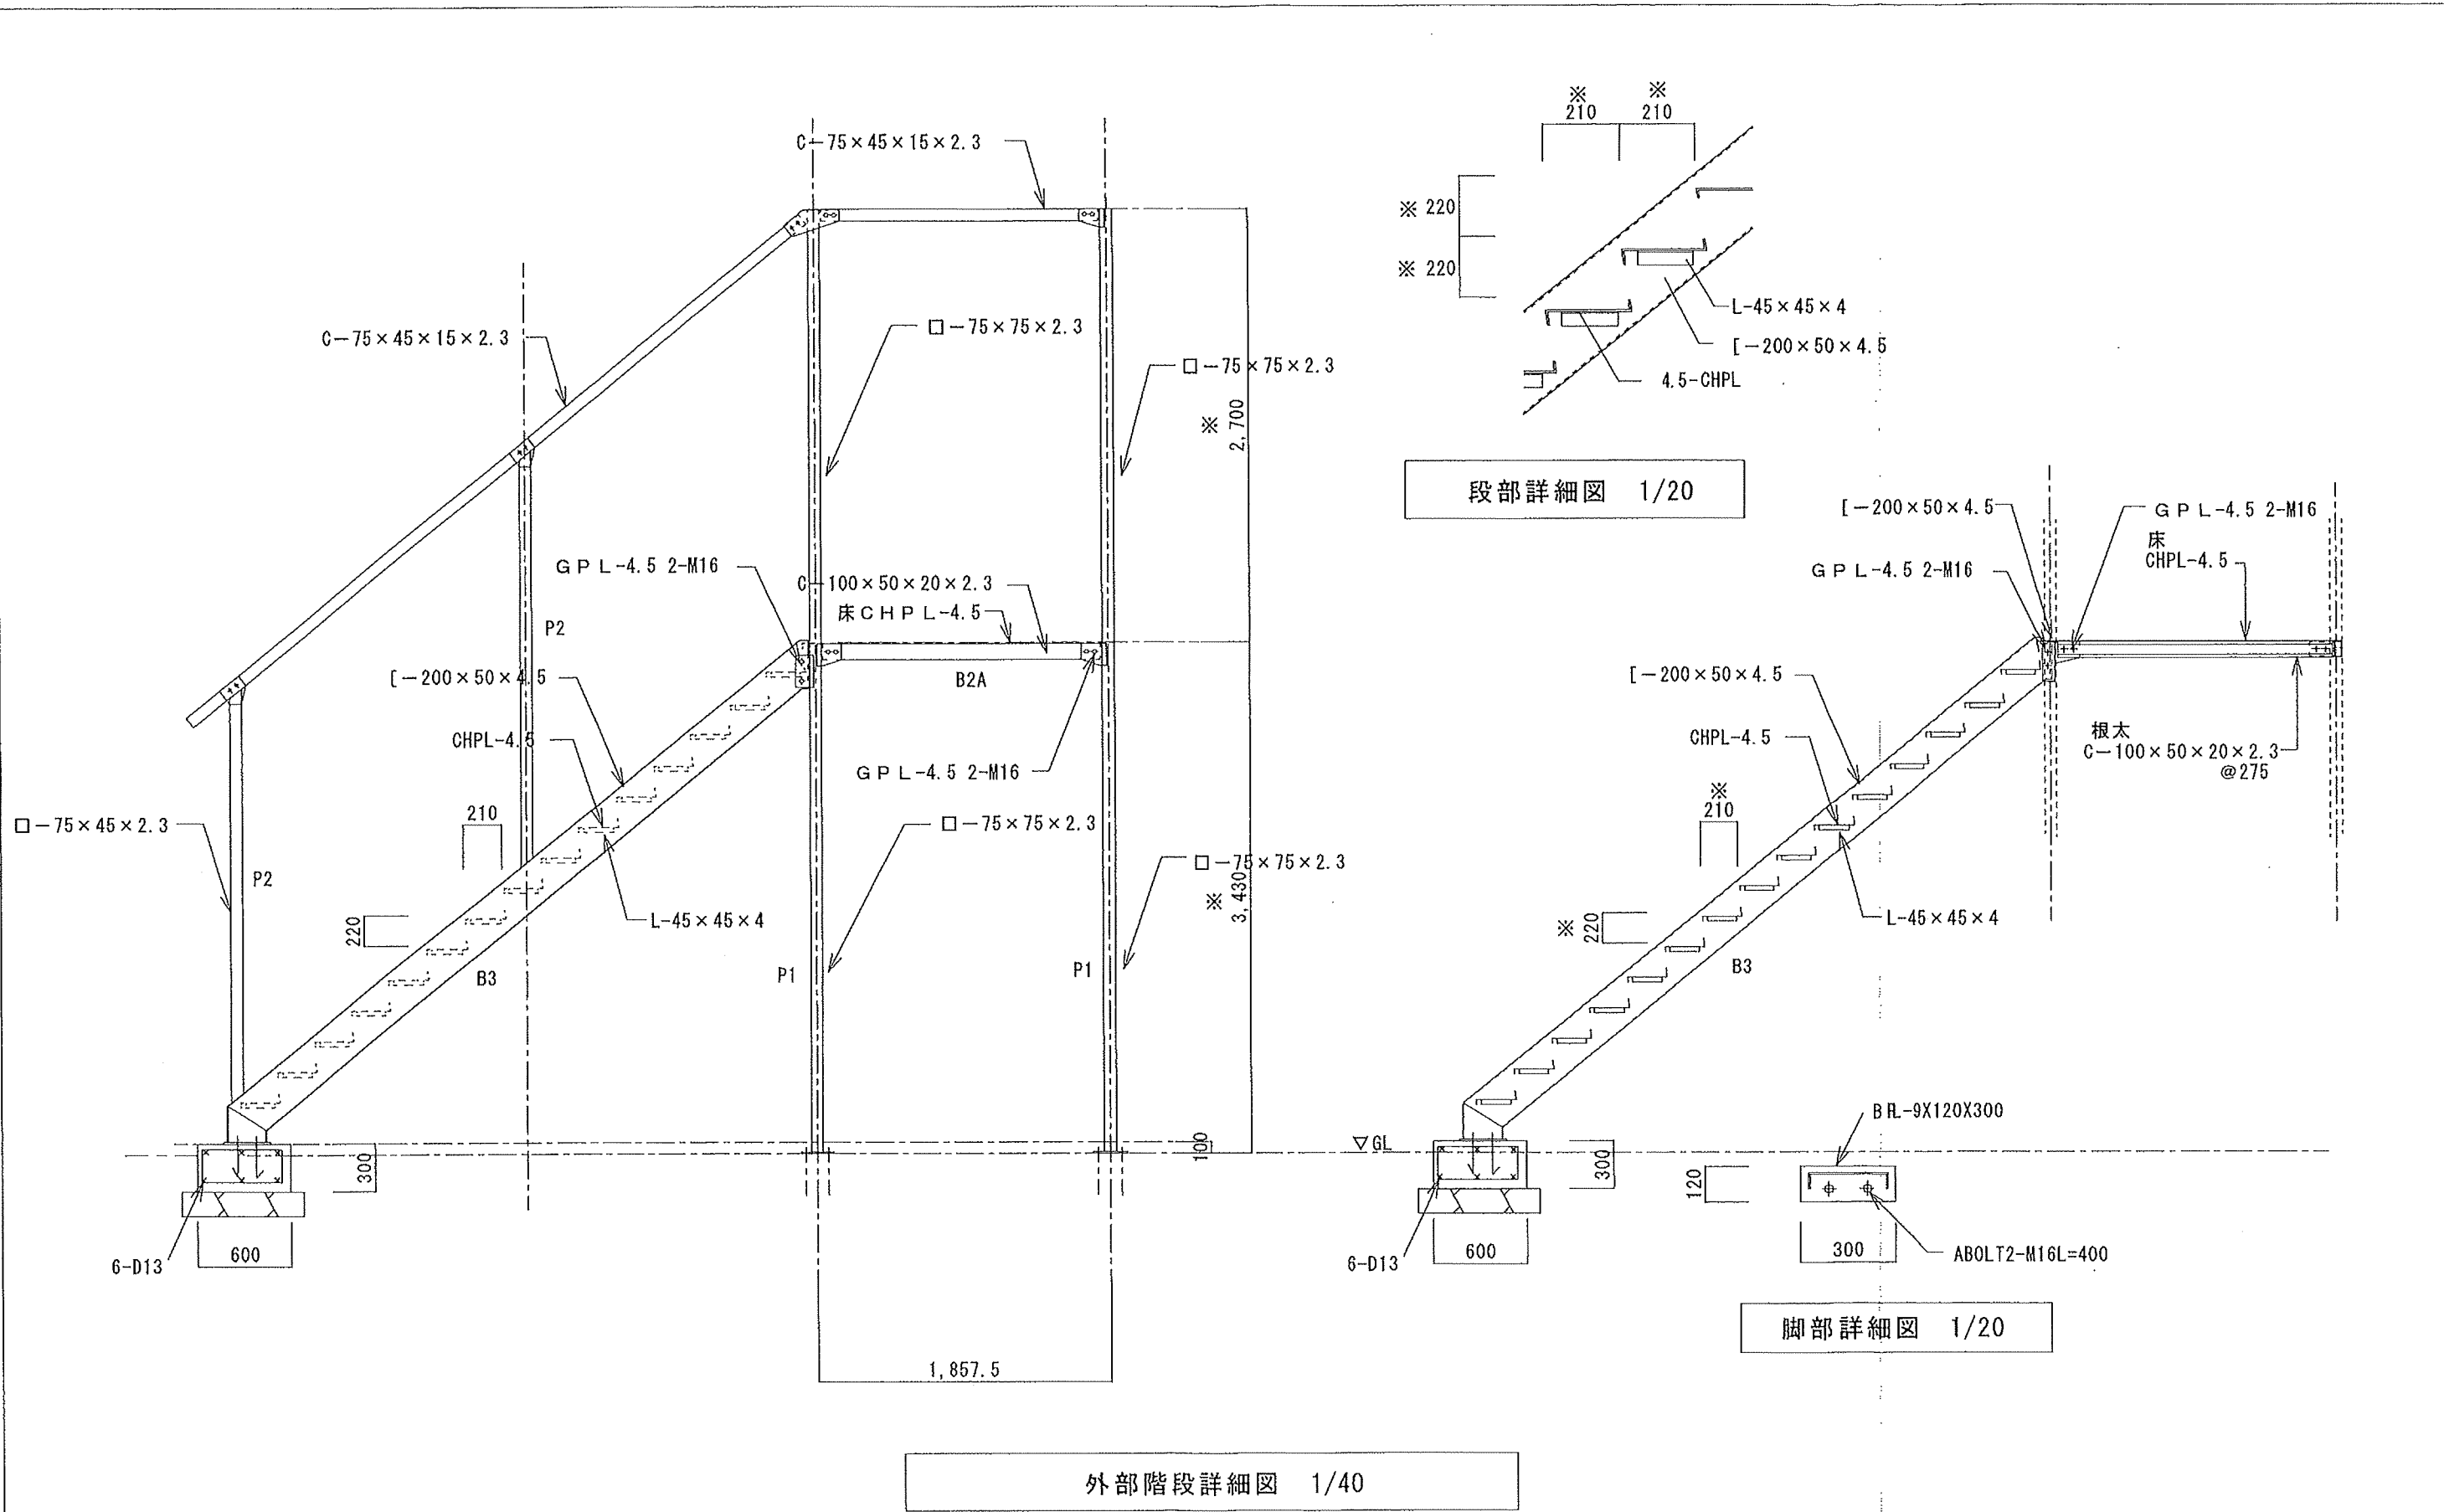 C-75×45×15×2.3
C-75×45×15×2.3
□-75×75×2.3
□-75×75×2.3
※
2,700
GPL-4.5 2-M16
C-100×50×20×2.3
床CHPL-4.5
P2
[-200×50×4.5
B2A
CHPL-4.5
GPL-4.5 2-M16
210
□-75×45×2.3
□-75×75×2.3
□-75×75×2.3
P2
※
3,430
220
L-45×45×4
B3
P1
P1
100
300
600
6-D13
1,857.5
外部階段詳細図 1/40
※ ※
210 210
※ 220
※ 220
L-45×45×4
[-200×50×4.5
4.5-CHPL
段部詳細図 1/20
[-200×50×4.5
GPL-4.5 2-M16
床
CHPL-4.5
GPL-4.5 2-M16
[-200×50×4.5
CHPL-4.5
根太
C-100×50×20×2.3
@275
※
210
※ 220
L-45×45×4
B3
▽GL
300
600
6-D13
BPL-9X120X300
120
300
ABOLT2-M16L=400
脚部詳細図 1/20